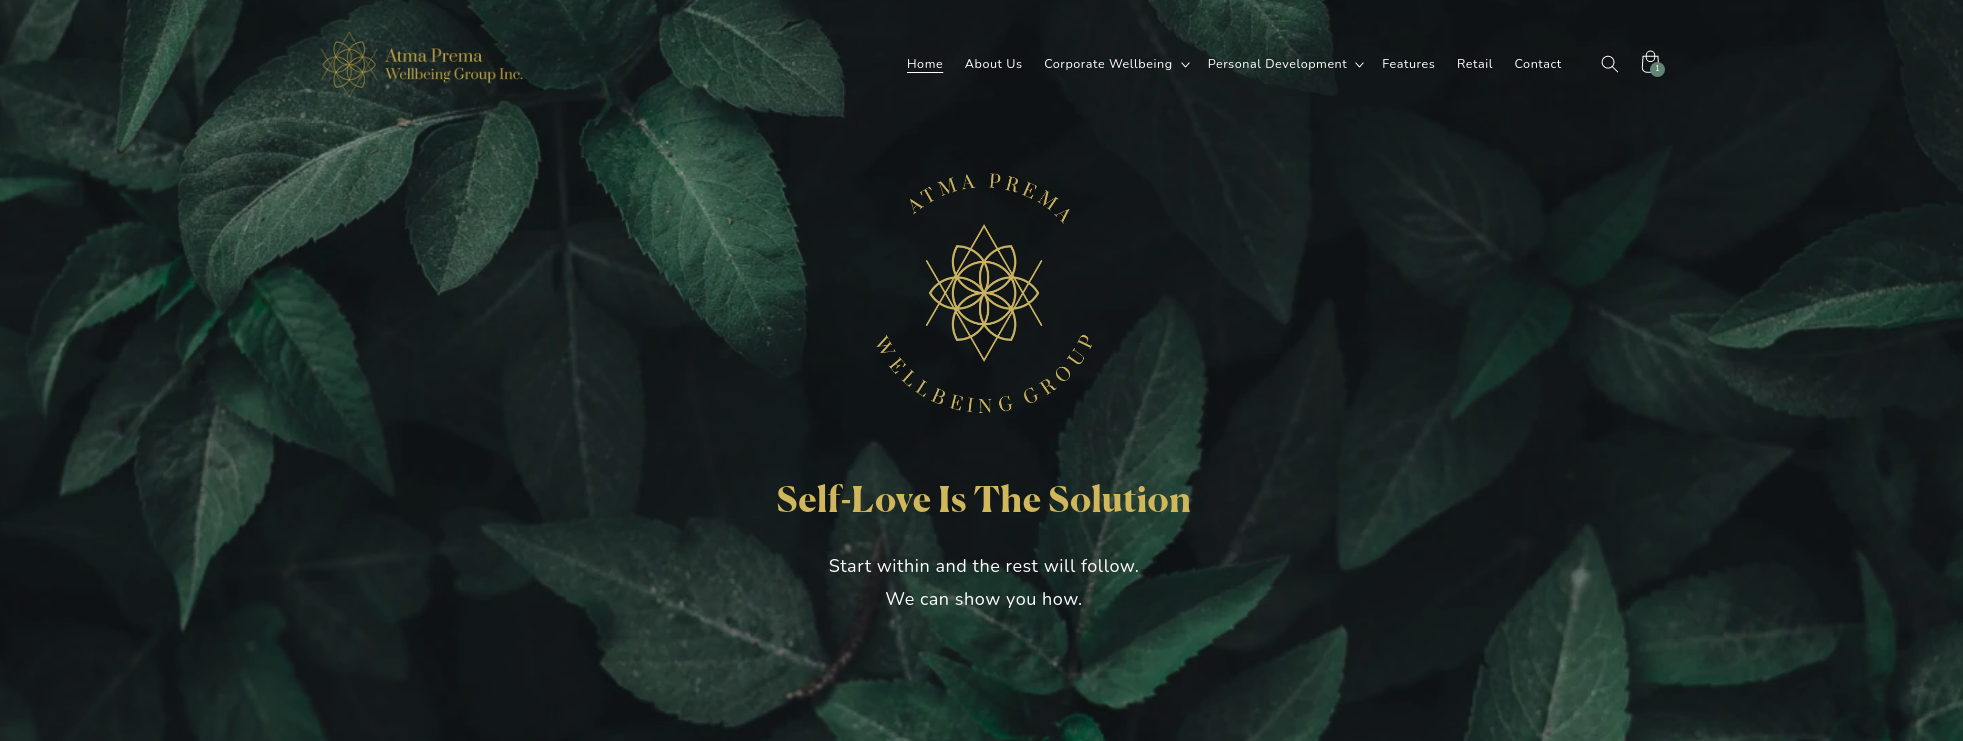 Atma Prema
Wellbeing Group Inc.
Home About Us Corporate Wellbeing Personal Development Features Retail Contact
1
ATMA PREMA
WELLBEING GROUP
Self-Love Is The Solution
Start within and the rest will follow.
We can show you how.